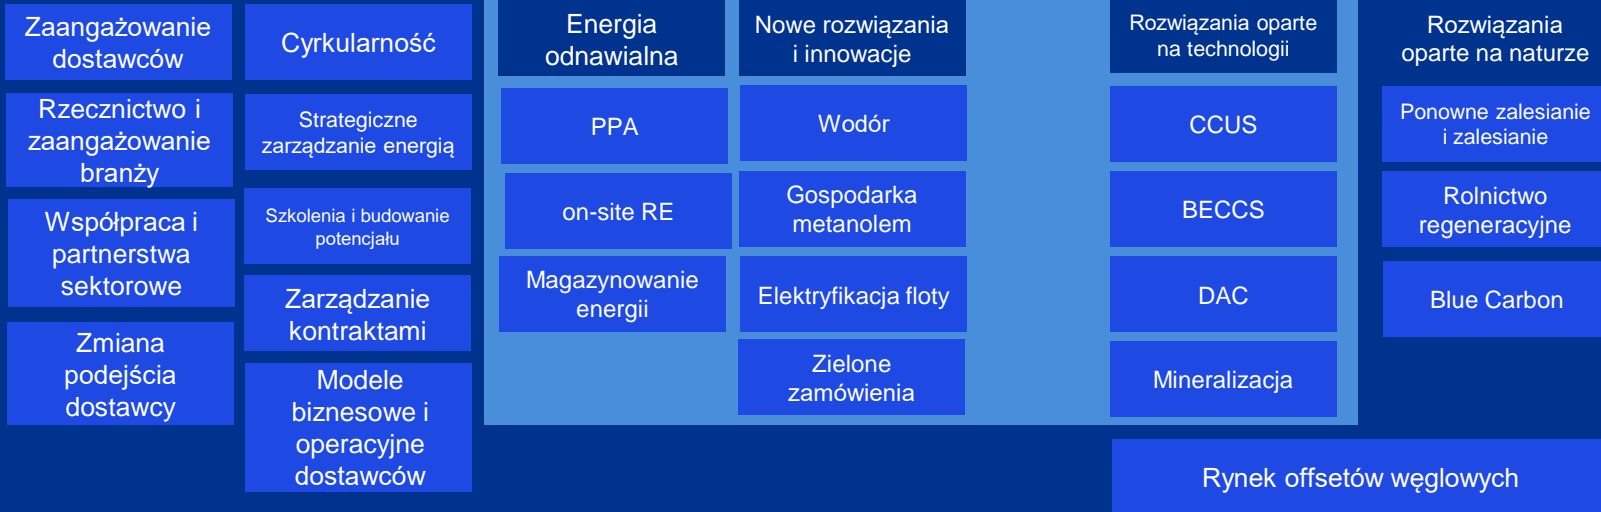 Zaangażowanie
dostawców
Rzecznictwo i
zaangażowanie
branży
Współpraca i
partnerstwa
sektorowe
Zmiana
podejścia
dostawcy
Cyrkularność
Strategiczne
zarządzanie energią
Szkolenia i budowanie
potencjału
Zarządzanie
kontraktami
Modele
biznesowe i
operacyjne
dostawców
Energia
odnawialna
PPA
on-site RE
Magazynowanie
energii
Nowe rozwiązania
i innowacje
Wodór
Gospodarka
metanolem
Elektryfikacja floty
Zielone
zamówienia
Rozwiązania oparte
na technologii
CCUS
BECCS
DAC
Mineralizacja
Rozwiązania
oparte na naturze
Ponowne zalesianie
i zalesianie
Rolnictwo
regeneracyjne
Blue Carbon
Rynek offsetów węglowych